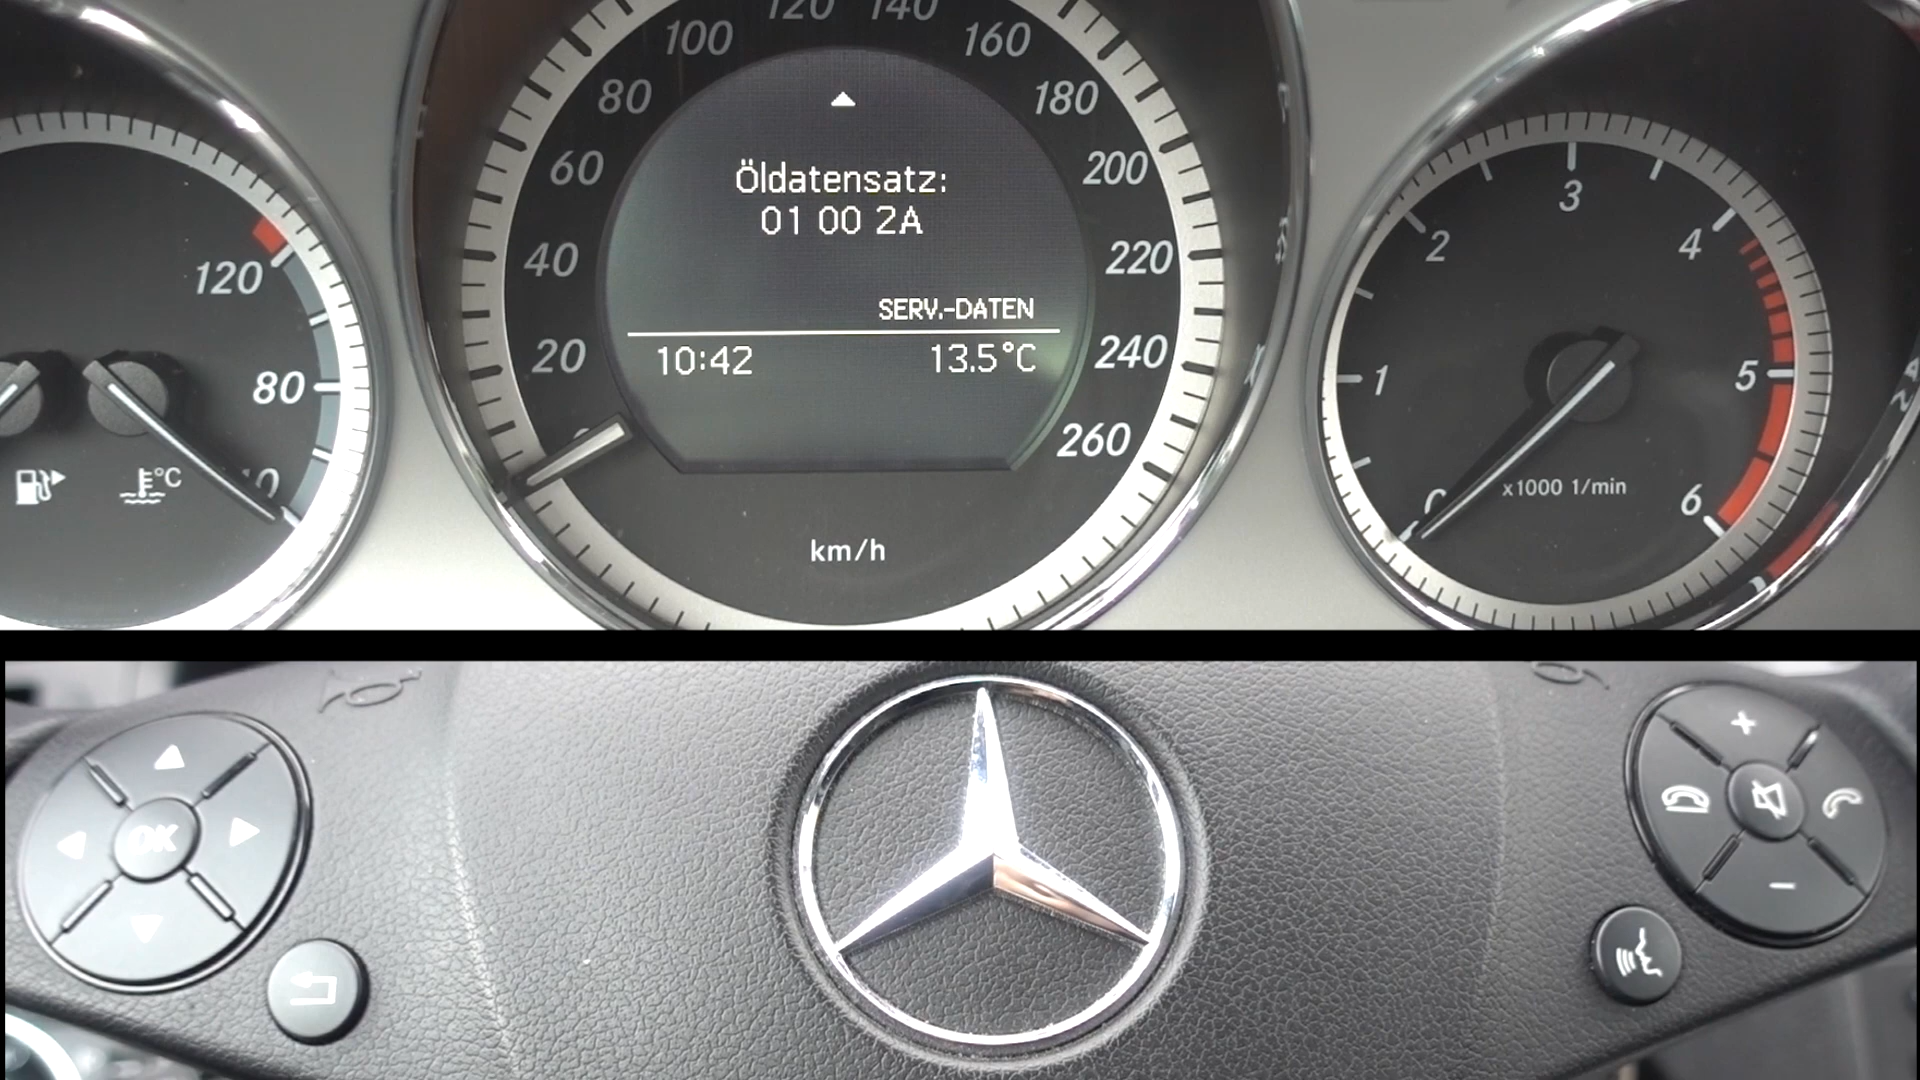 120 140
100 160
80 180
60 200
40 220
20 240
260
Öldatensatz:
01 00 2A
SERV.-DATEN
10:42 13.5°C
km/h
120
80
°C
1
2
3
4
5
6
x1000 1/min
OK
+
−